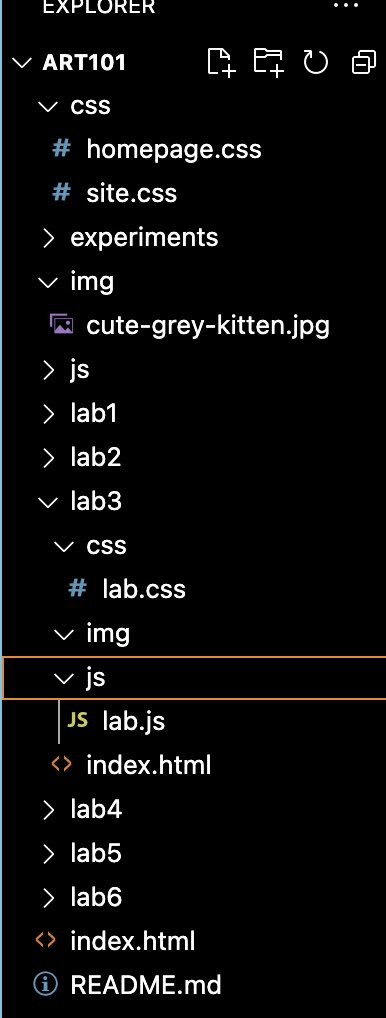 EXPLORER
ART101
css
# homepage.css
# site.css
experiments
img
cute-grey-kitten.jpg
js
lab1
lab2
lab3
css
# lab.css
img
js
JS lab.js
<> index.html
lab4
lab5
lab6
<> index.html
README.md